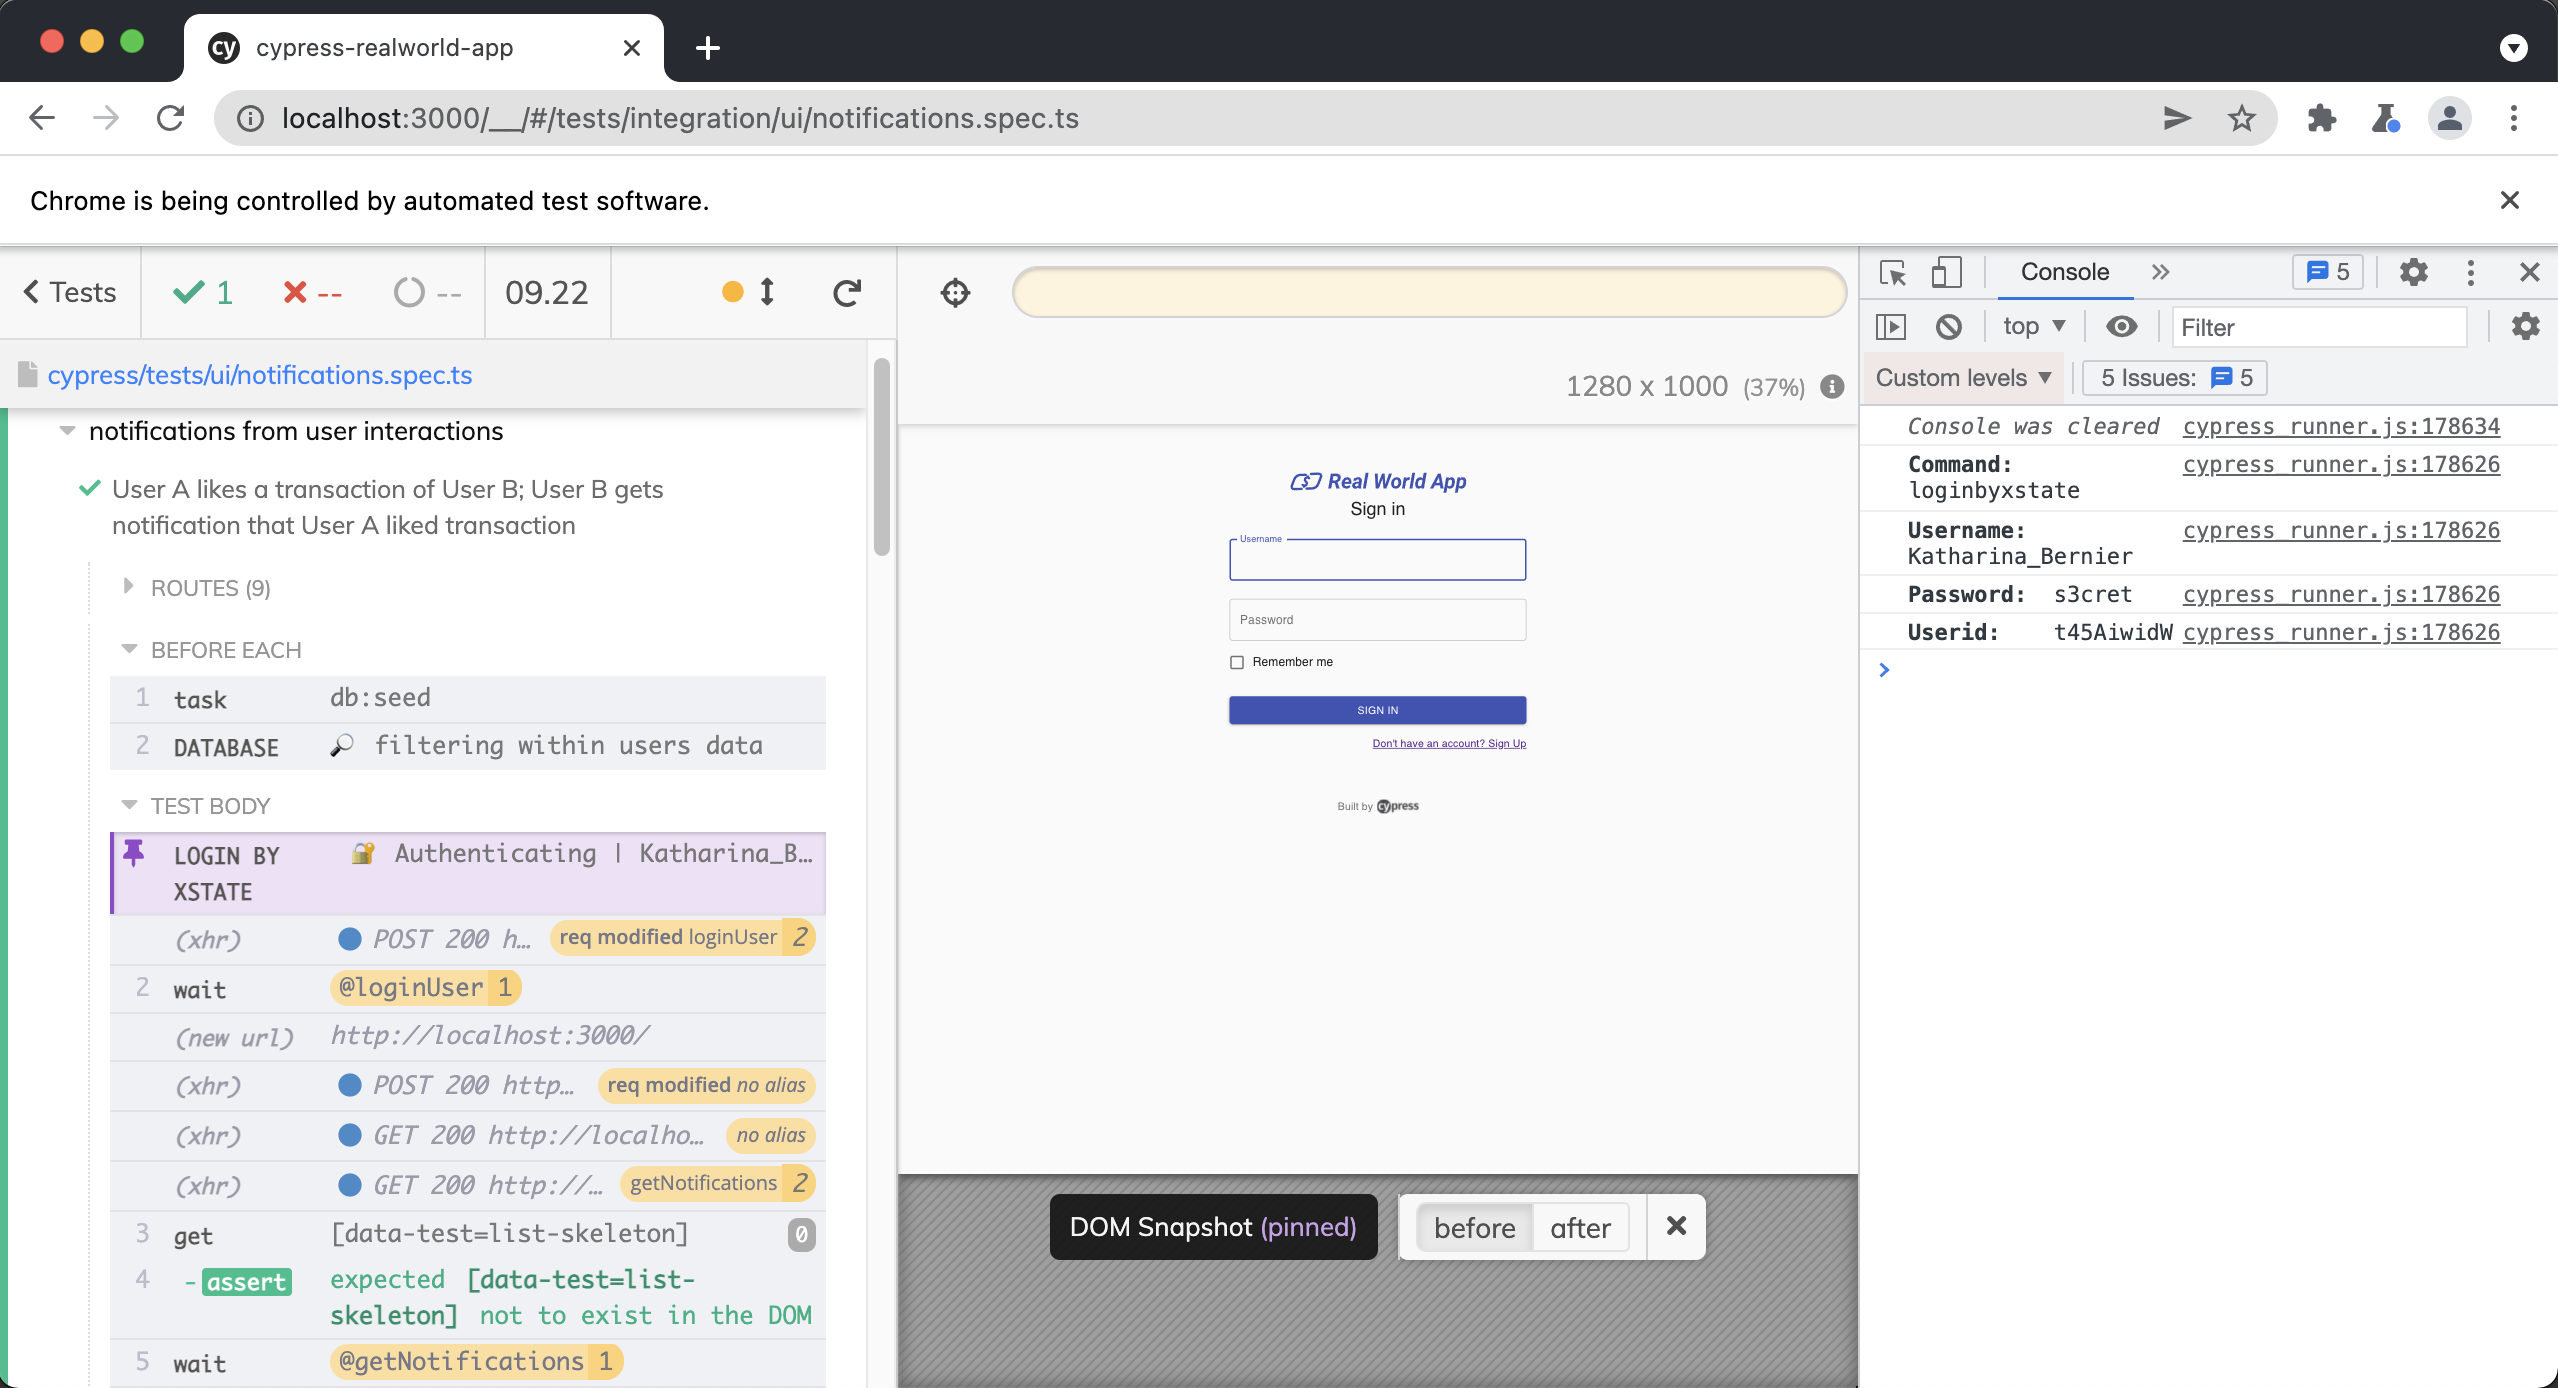 cy cypress-realworld-app
localhost:3000/__/#/tests/integration/ui/notifications.spec.ts
Chrome is being controlled by automated test software.
Tests 1 -- -- 09.22
cypress/tests/ui/notifications.spec.ts
notifications from user interactions
User A likes a transaction of User B; User B gets
notification that User A liked transaction
ROUTES (9)
BEFORE EACH
1 task db:seed
2 DATABASE 🔎 filtering within users data
TEST BODY
LOGIN BY 🔐 Authenticating | Katharina_B…
XSTATE
(xhr) POST 200 h… req modified loginUser 2
2 wait @loginUser 1
(new url) http://localhost:3000/
(xhr) POST 200 http… req modified no alias
(xhr) GET 200 http://localho… no alias
(xhr) GET 200 http://… getNotifications 2
3 get [data-test=list-skeleton] 0
4 -assert expected [data-test=list-
skeleton] not to exist in the DOM
5 wait @getNotifications 1
1280 x 1000 (37%)
Real World App
Sign in
Username
Password
Remember me
SIGN IN
Don't have an account? Sign Up
Built by cypress
DOM Snapshot (pinned) before after
Console 5
top Filter
Custom levels 5 Issues: 5
Console was cleared cypress_runner.js:178634
Command: cypress_runner.js:178626
loginbyxstate
Username: cypress_runner.js:178626
Katharina_Bernier
Password: s3cret cypress_runner.js:178626
Userid: t45AiwidW cypress_runner.js:178626